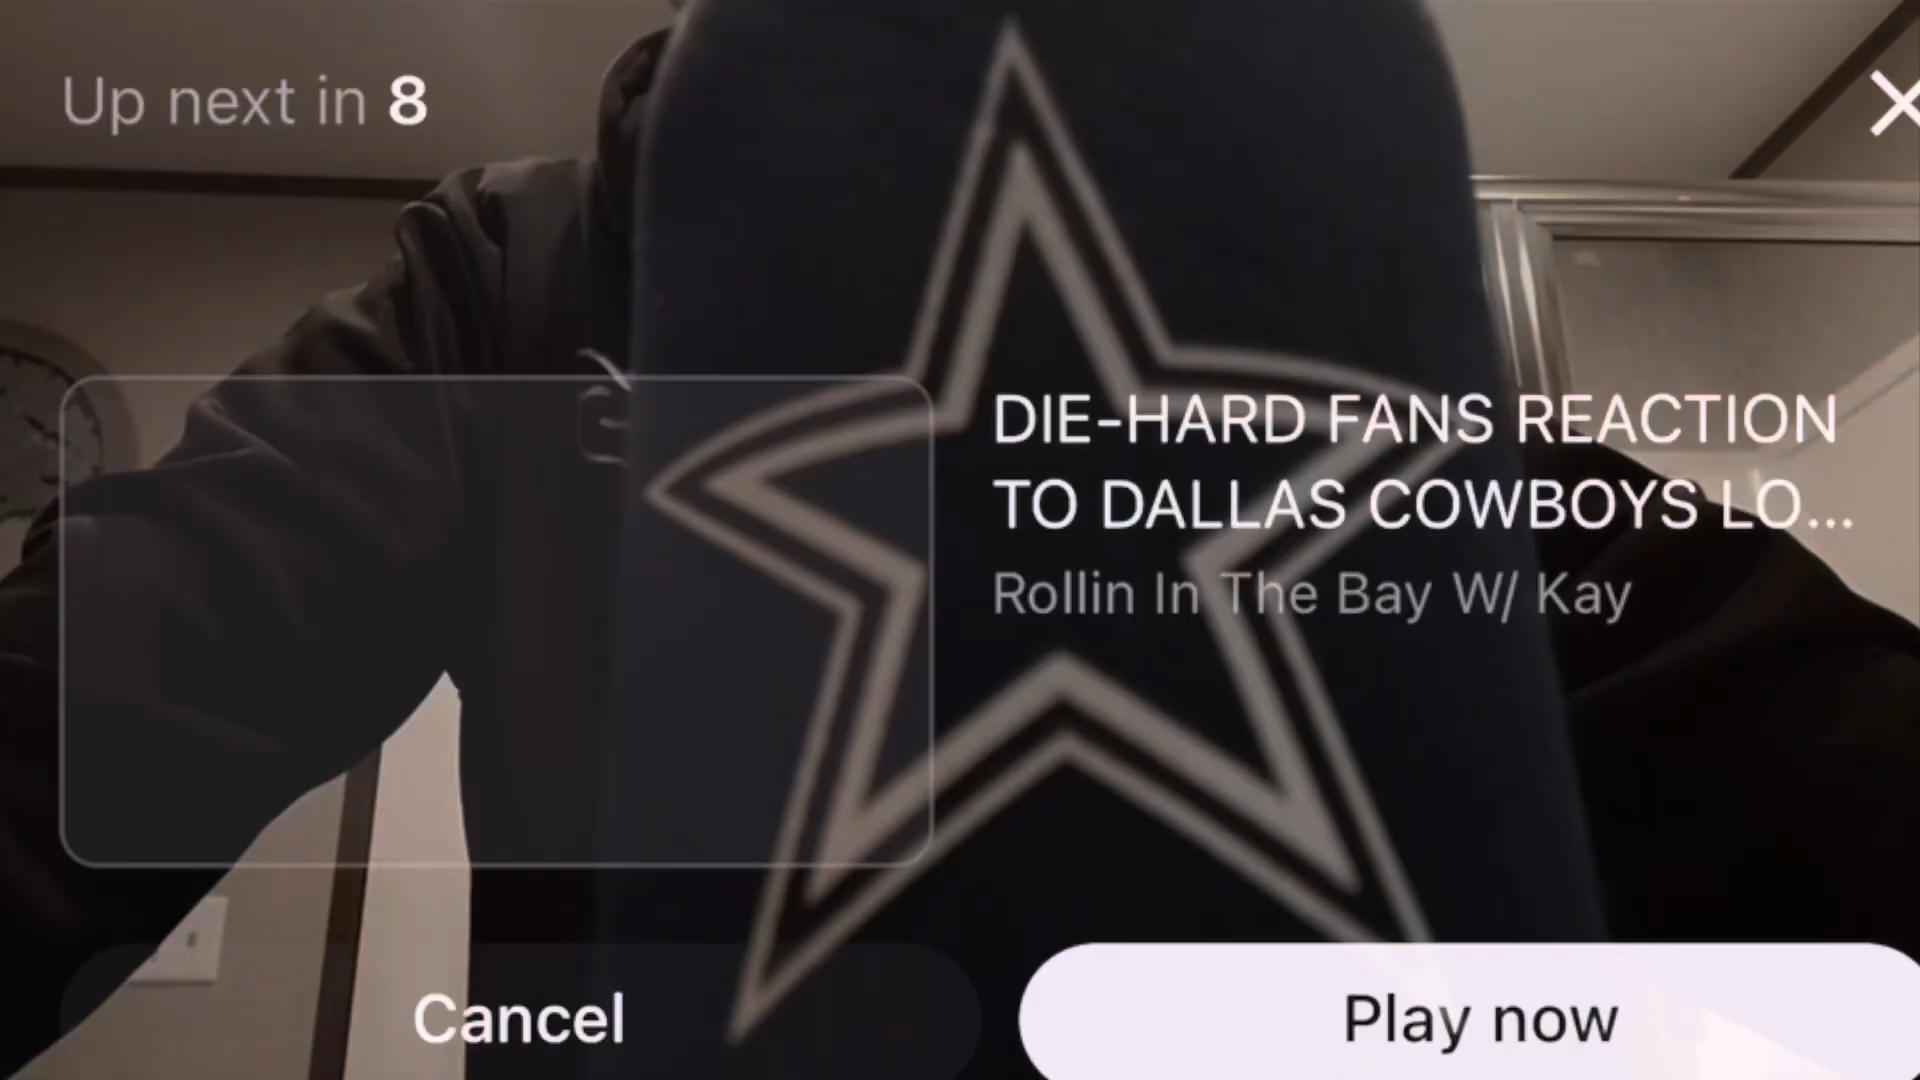 Up next in 8
DIE-HARD FANS REACTION
TO DALLAS COWBOYS LO...
Rollin In The Bay W/ Kay
Cancel
Play now